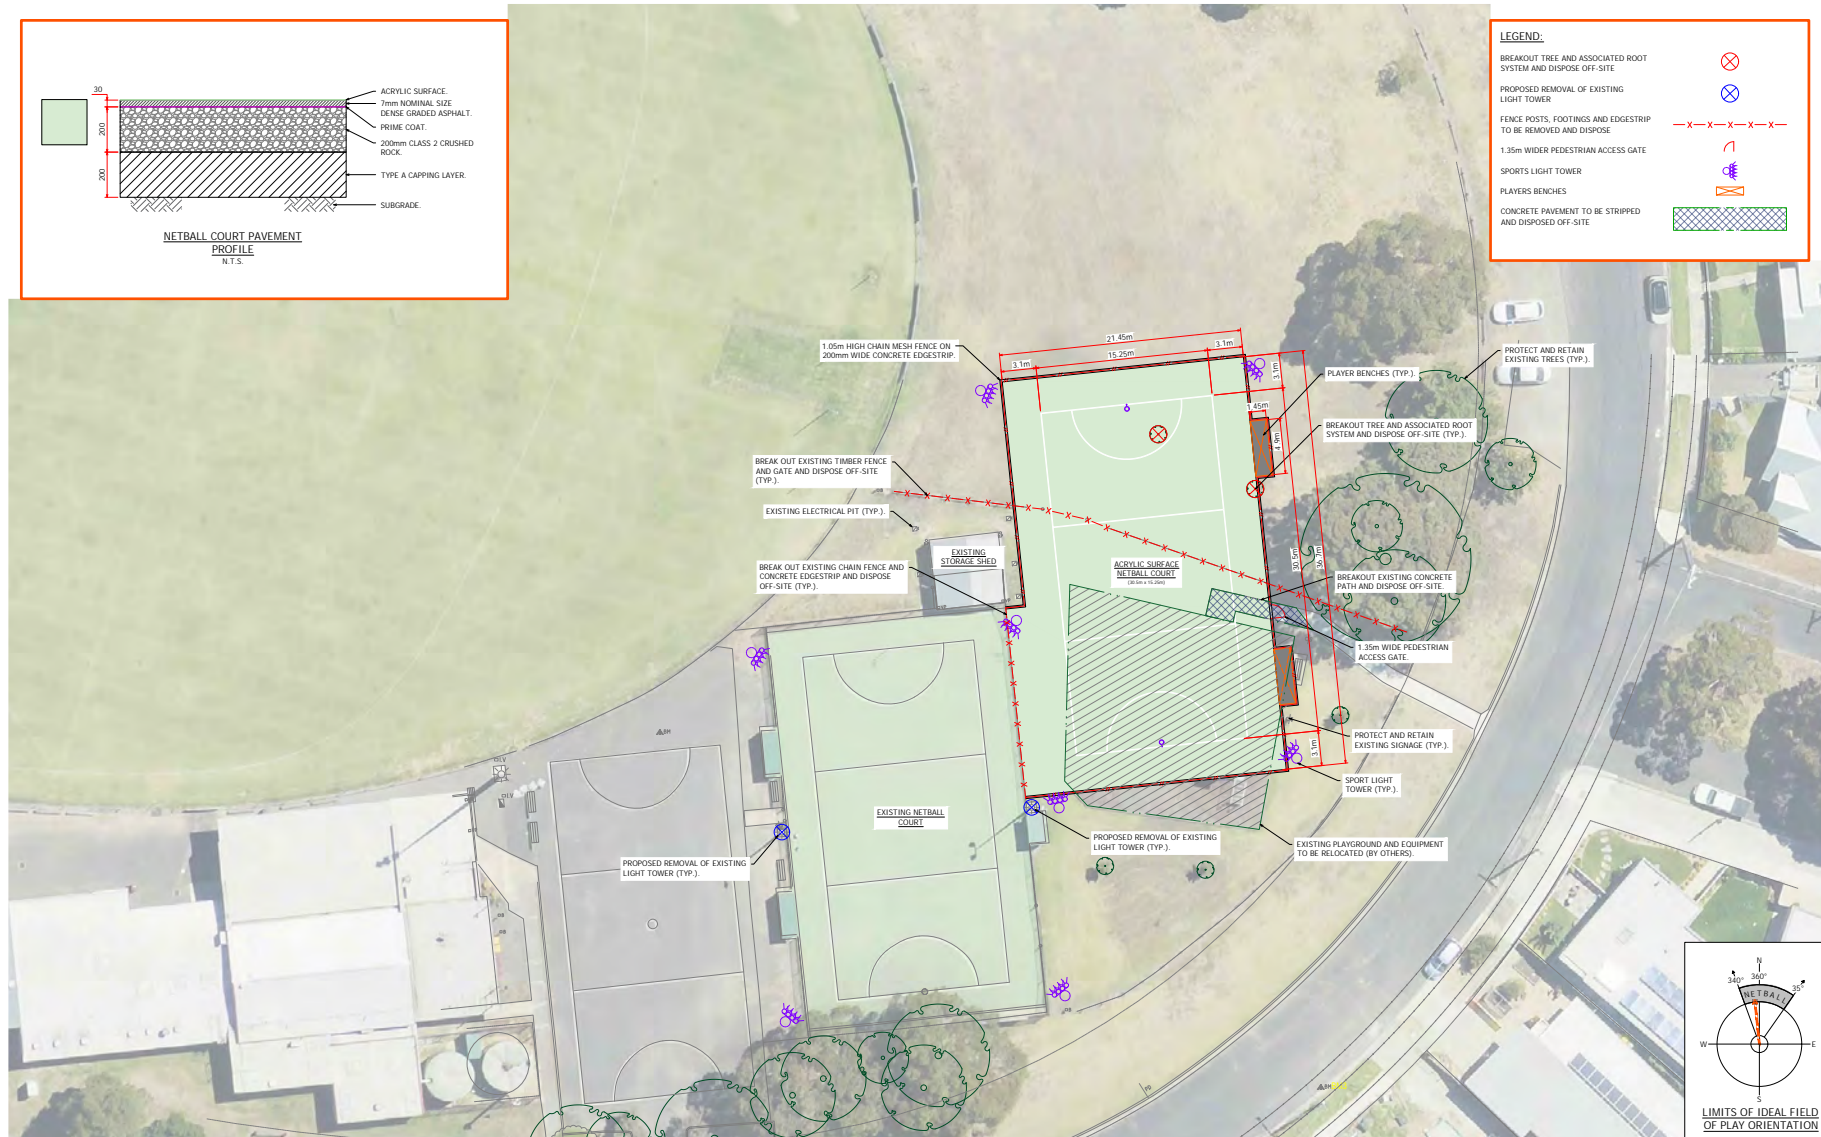 30
200
200
ACRYLIC SURFACE.
7mm NOMINAL SIZE
DENSE GRADED ASPHALT.
PRIME COAT.
200mm CLASS 2 CRUSHED
ROCK.
TYPE A CAPPING LAYER.
SUBGRADE.
NETBALL COURT PAVEMENT
PROFILE
N.T.S.
LEGEND:
BREAKOUT TREE AND ASSOCIATED ROOT
SYSTEM AND DISPOSE OFF-SITE
PROPOSED REMOVAL OF EXISTING
LIGHT TOWER
FENCE POSTS, FOOTINGS AND EDGESTRIP
TO BE REMOVED AND DISPOSE
1.35m WIDER PEDESTRIAN ACCESS GATE
SPORTS LIGHT TOWER
PLAYERS BENCHES
CONCRETE PAVEMENT TO BE STRIPPED
AND DISPOSED OFF-SITE
1.05m HIGH CHAIN MESH FENCE ON
200mm WIDE CONCRETE EDGESTRIP.
21.45m
3.1m
15.25m
3.1m
3.1m
PROTECT AND RETAIN
EXISTING TREES (TYP.).
PLAYER BENCHES (TYP.).
1.45m
4.9m
BREAKOUT TREE AND ASSOCIATED ROOT
SYSTEM AND DISPOSE OFF-SITE (TYP.).
BREAK OUT EXISTING TIMBER FENCE
AND GATE AND DISPOSE OFF-SITE
(TYP.).
EXISTING ELECTRICAL PIT (TYP.).
EXISTING
STORAGE SHED
BREAK OUT EXISTING CHAIN FENCE AND
CONCRETE EDGESTRIP AND DISPOSE
OFF-SITE (TYP.).
ACRYLIC SURFACE
NETBALL COURT
(30.5m x 15.25m)
30.5m
36.7m
BREAKOUT EXISTING CONCRETE
PATH AND DISPOSE OFF-SITE.
1.35m WIDE PEDESTRIAN
ACCESS GATE.
PROTECT AND RETAIN
EXISTING SIGNAGE (TYP.).
3.1m
SPORT LIGHT
TOWER (TYP.).
EXISTING NETBALL
COURT
PROPOSED REMOVAL OF EXISTING
LIGHT TOWER (TYP.).
PROPOSED REMOVAL OF EXISTING
LIGHT TOWER (TYP.).
EXISTING PLAYGROUND AND EQUIPMENT
TO BE RELOCATED (BY OTHERS).
N
340°
360°
35°
NETBALL
W
E
S
LIMITS OF IDEAL FIELD
OF PLAY ORIENTATION